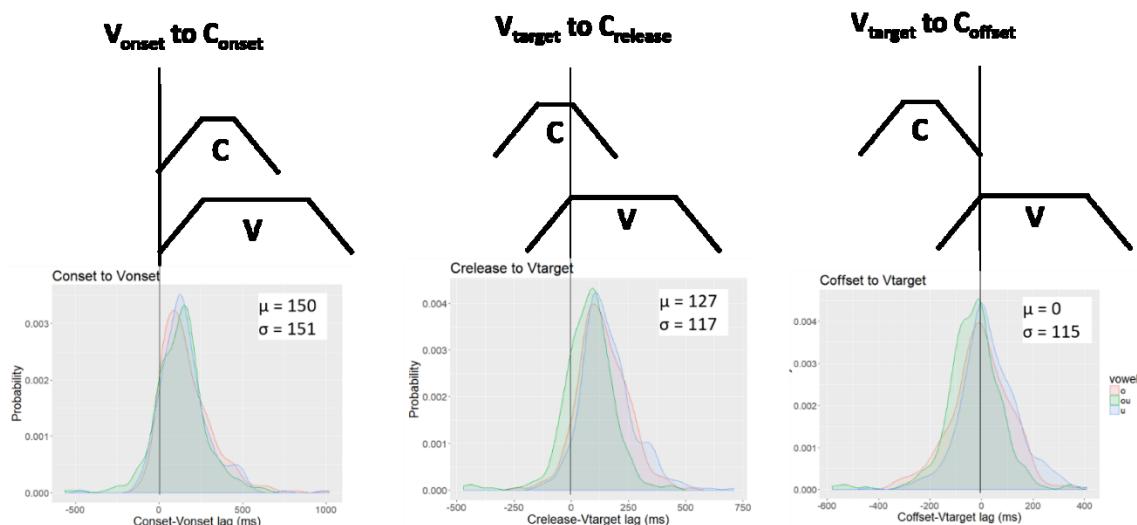 Vonset to Conset
C
V
Conset to Vonset
μ = 150
σ = 151
0.003
0.002
0.001
0.000
Probability
-500
0
500
1000
Conset-Vonset lag (ms)
Vtarget to Crelease
C
V
Crelease to Vtarget
μ = 127
σ = 117
0.004
0.003
0.002
0.001
0.000
Probability
-500
-250
0
250
500
750
Crelease-Vtarget lag (ms)
Vtarget to Coffset
C
V
Coffset to Vtarget
μ = 0
σ = 115
0.004
0.003
0.002
0.001
0.000
Probability
-600
-400
-200
0
200
400
Coffset-Vtarget lag (ms)
vowel
o
ou
u